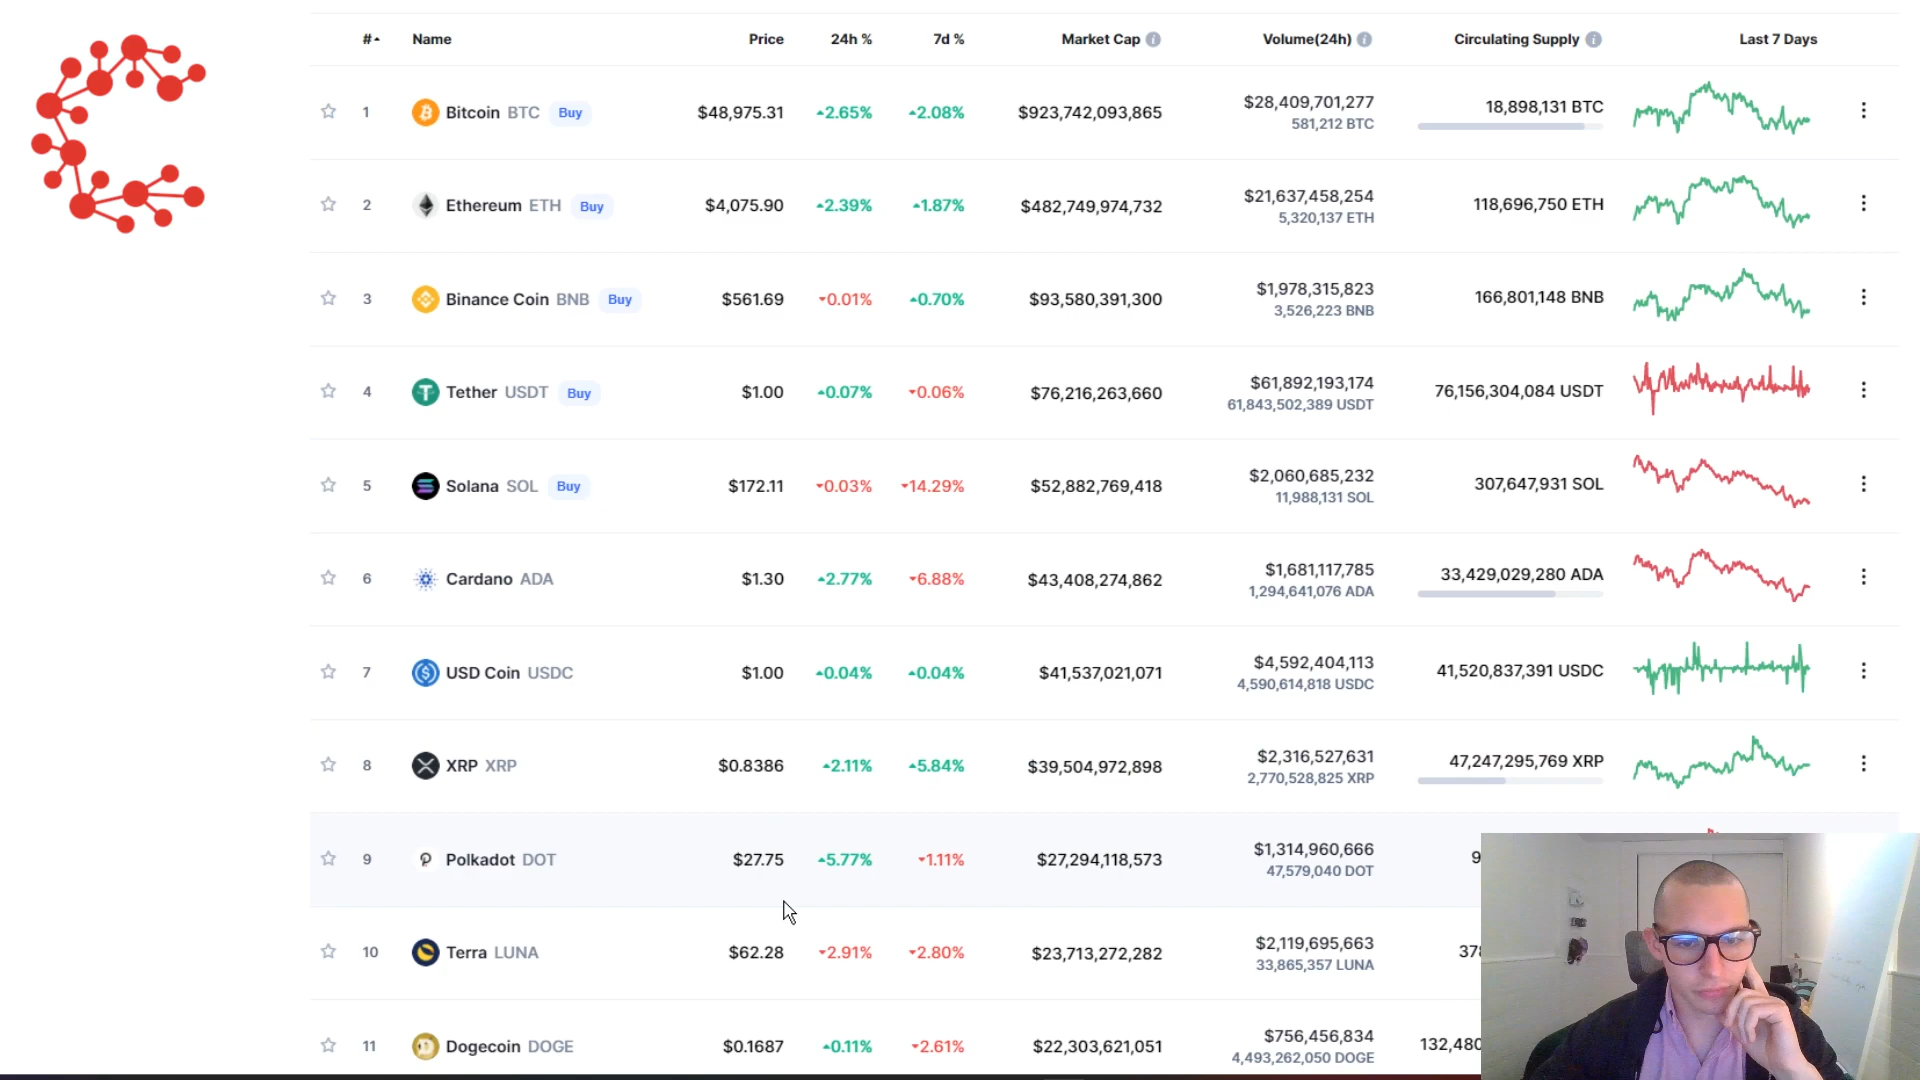 # Name Price 24h % 7d % Market Cap Volume(24h) Circulating Supply Last 7 Days
1 Bitcoin BTC Buy $48,975.31 2.65% 2.08% $923,742,093,865 $28,409,701,277 18,898,131 BTC
581,212 BTC
2 Ethereum ETH Buy $4,075.90 2.39% 1.87% $482,749,974,732 $21,637,458,254 118,696,750 ETH
5,320,137 ETH
3 Binance Coin BNB Buy $561.69 0.01% 0.70% $93,580,391,300 $1,978,315,823 166,801,148 BNB
3,526,223 BNB
4 Tether USDT Buy $1.00 0.07% 0.06% $76,216,263,660 $61,892,193,174 76,156,304,084 USDT
61,843,502,389 USDT
5 Solana SOL Buy $172.11 0.03% 14.29% $52,882,769,418 $2,060,685,232 307,647,931 SOL
11,988,131 SOL
6 Cardano ADA $1.30 2.77% 6.88% $43,408,274,862 $1,681,117,785 33,429,029,280 ADA
1,294,641,076 ADA
7 USD Coin USDC $1.00 0.04% 0.04% $41,537,021,071 $4,592,404,113 41,520,837,391 USDC
4,590,614,818 USDC
8 XRP XRP $0.8386 2.11% 5.84% $39,504,972,898 $2,316,527,631 47,247,295,769 XRP
2,770,528,825 XRP
9 Polkadot DOT $27.75 5.77% 1.11% $27,294,118,573 $1,314,960,666 9
47,579,040 DOT
10 Terra LUNA $62.28 2.91% 2.80% $23,713,272,282 $2,119,695,663 378
33,865,357 LUNA
11 Dogecoin DOGE $0.1687 0.11% 2.61% $22,303,621,051 $756,456,834 132,480
4,493,262,050 DOGE